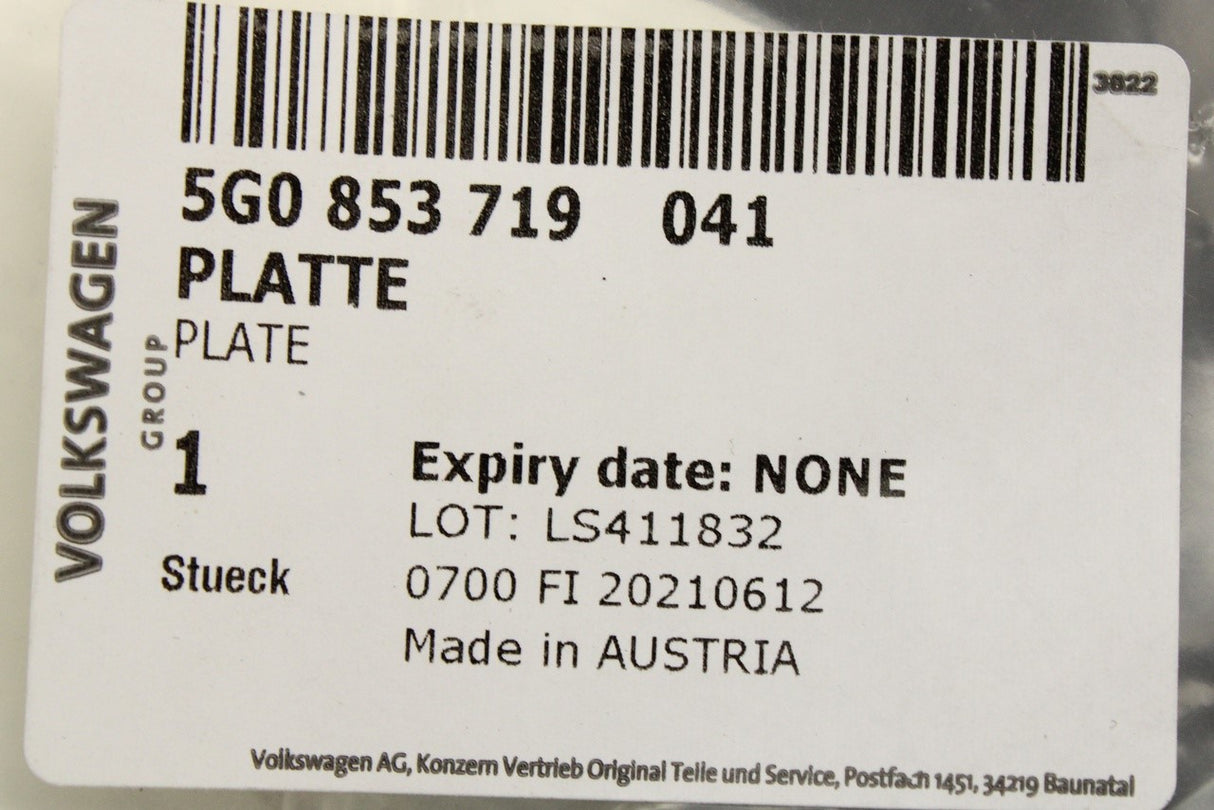 3822
5G0 853 719 041
PLATTE
PLATE
VOLKSWAGEN
GROUP
1
Stueck
Expiry date: NONE
LOT: LS411832
0700 FI 20210612
Made in AUSTRIA
Volkswagen AG, Konzern Vertrieb Original Teile und Service, Postfach 1451, 34219 Baunatal